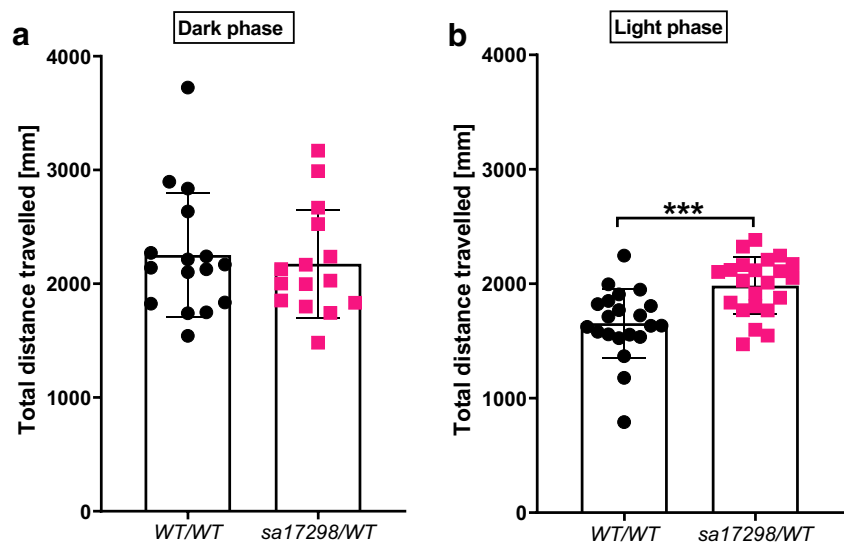 a
Dark phase
Total distance travelled [mm]
4000
3000
2000
1000
0
WT/WT
sa17298/WT
b
Light phase
Total distance travelled [mm]
4000
3000
2000
1000
0
***
WT/WT
sa17298/WT